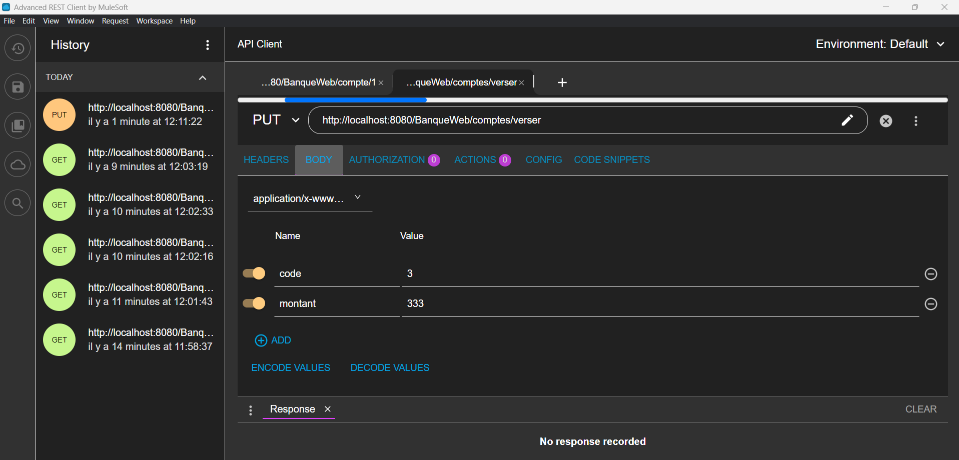 Advanced REST Client by MuleSoft
File Edit View Window Request Workspace Help
History
API Client
Environment: Default
TODAY
...80/BanqueWeb/compte/1 ×
...queWeb/comptes/verser ×
PUT
http://localhost:8080/Banq...
il y a 1 minute at 12:11:22
GET
http://localhost:8080/Banq...
il y a 9 minutes at 12:03:19
GET
http://localhost:8080/Banq...
il y a 10 minutes at 12:02:33
GET
http://localhost:8080/Banq...
il y a 10 minutes at 12:02:16
GET
http://localhost:8080/Banq...
il y a 11 minutes at 12:01:43
GET
http://localhost:8080/Banq...
il y a 14 minutes at 11:58:37
PUT
http://localhost:8080/BanqueWeb/comptes/verser
HEADERS BODY AUTHORIZATION 0 ACTIONS 0 CONFIG CODE SNIPPETS
application/x-www...
Name Value
code 3
montant 333
ADD
ENCODE VALUES DECODE VALUES
Response ×
CLEAR
No response recorded